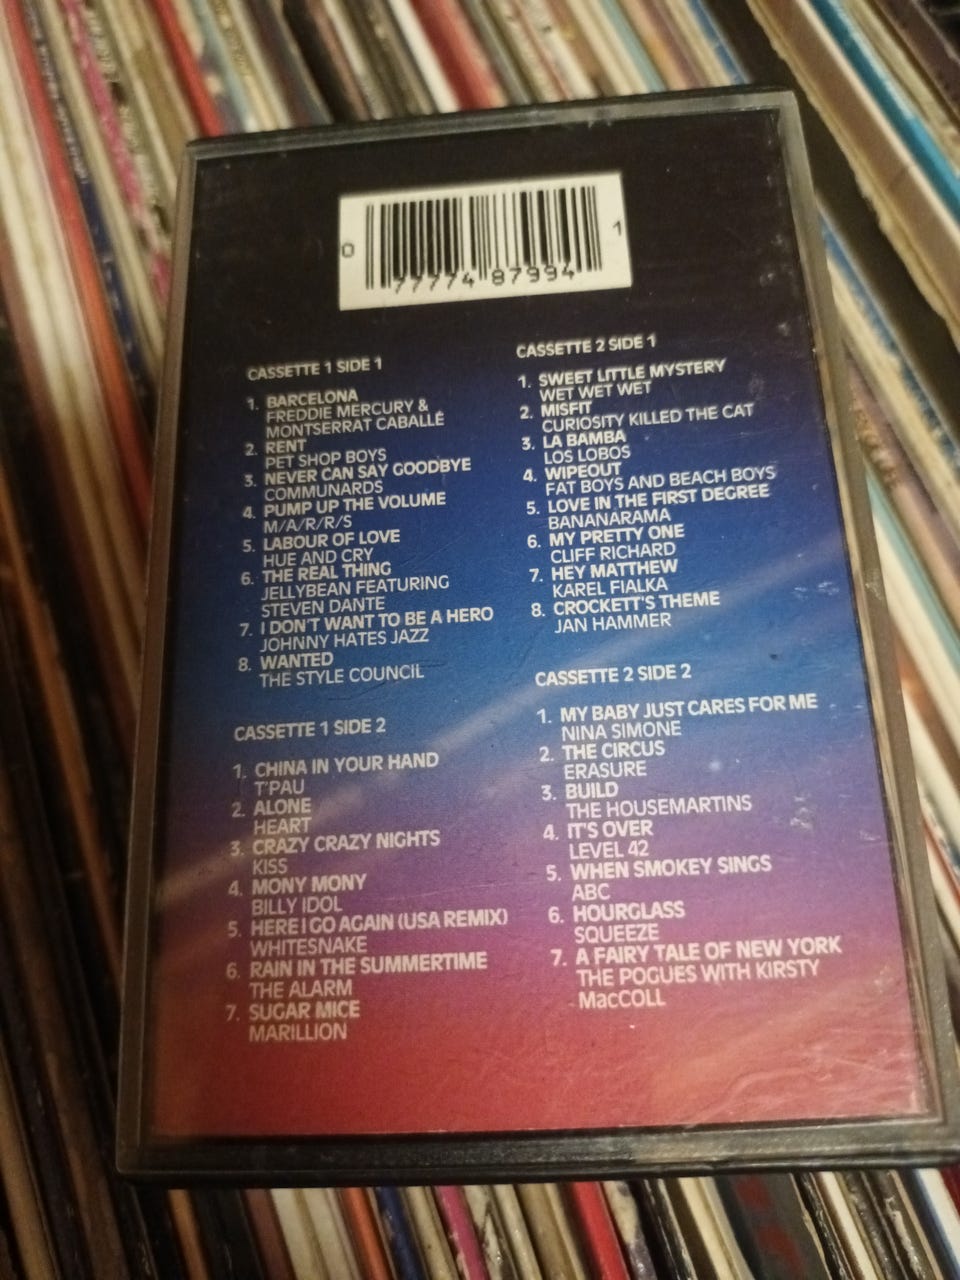 0 77774 87994 1
CASSETTE 1 SIDE 1
1. BARCELONA
FREDDIE MERCURY &
MONTSERRAT CABALLÉ
2. RENT
PET SHOP BOYS
3. NEVER CAN SAY GOODBYE
COMMUNARDS
4. PUMP UP THE VOLUME
M/A/R/R/S
5. LABOUR OF LOVE
HUE AND CRY
6. THE REAL THING
JELLYBEAN FEATURING
STEVEN DANTE
7. I DON'T WANT TO BE A HERO
JOHNNY HATES JAZZ
8. WANTED
THE STYLE COUNCIL
CASSETTE 1 SIDE 2
1. CHINA IN YOUR HAND
T'PAU
2. ALONE
HEART
3. CRAZY CRAZY NIGHTS
KISS
4. MONY MONY
BILLY IDOL
5. HERE I GO AGAIN (USA REMIX)
WHITESNAKE
6. RAIN IN THE SUMMERTIME
THE ALARM
7. SUGAR MICE
MARILLION
CASSETTE 2 SIDE 1
1. SWEET LITTLE MYSTERY
WET WET WET
2. MISFIT
CURIOSITY KILLED THE CAT
3. LA BAMBA
LOS LOBOS
4. WIPEOUT
FAT BOYS AND BEACH BOYS
5. LOVE IN THE FIRST DEGREE
BANANARAMA
6. MY PRETTY ONE
CLIFF RICHARD
7. HEY MATTHEW
KAREL FIALKA
8. CROCKETT'S THEME
JAN HAMMER
CASSETTE 2 SIDE 2
1. MY BABY JUST CARES FOR ME
NINA SIMONE
2. THE CIRCUS
ERASURE
3. BUILD
THE HOUSEMARTINS
4. IT'S OVER
LEVEL 42
5. WHEN SMOKEY SINGS
ABC
6. HOURGLASS
SQUEEZE
7. A FAIRY TALE OF NEW YORK
THE POGUES WITH KIRSTY
MacCOLL